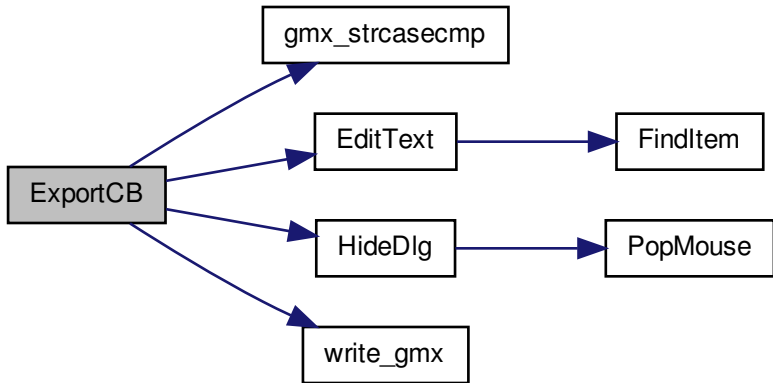 gmx_strcasecmp
EditText
FindItem
ExportCB
HideDlg
PopMouse
write_gmx